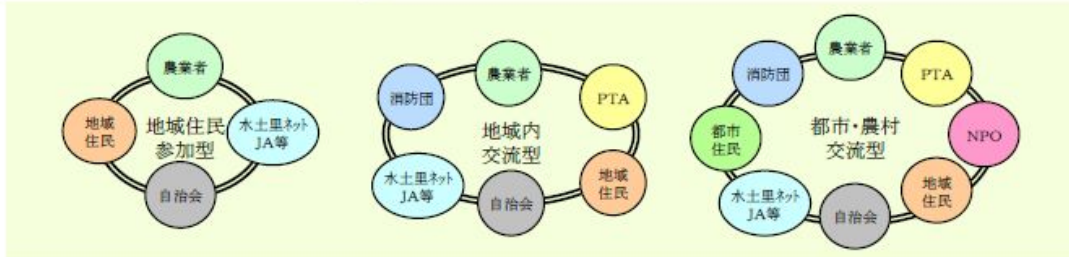 農業者
地域
住民
地域住民
参加型
水土里ネット
JA等
自治会
農業者
消防団
PTA
地域内
交流型
水土里ネット
JA等
地域
住民
自治会
農業者
消防団
PTA
都市
住民
都市・農村
交流型
NPO
水土里ネット
JA等
地域
住民
自治会